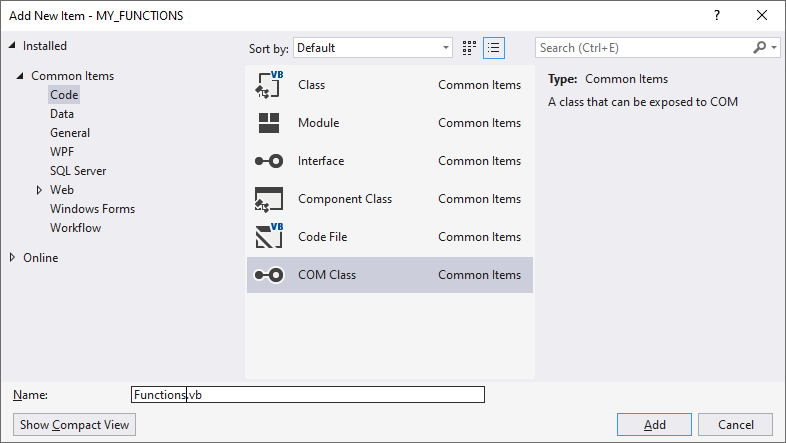 Add New Item - MY_FUNCTIONS
?
Installed
Sort by: Default
Search (Ctrl+E)
Common Items
Code
Data
General
WPF
SQL Server
Web
Windows Forms
Workflow
Online
VB Class Common Items
Module Common Items
Interface Common Items
Component Class Common Items
VB Code File Common Items
COM Class Common Items
Type: Common Items
A class that can be exposed to COM
Name: Functions.vb
Show Compact View
Add
Cancel